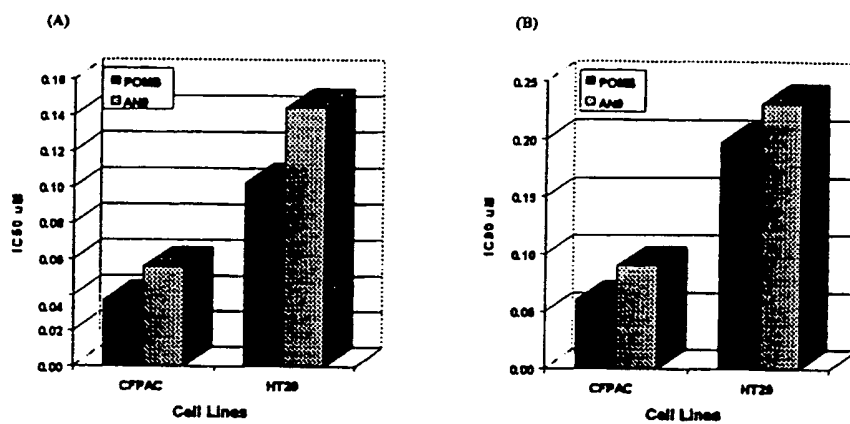 (A)
0.16
0.14
0.12
0.10
0.08
0.06
0.04
0.02
0.00
IC50 uM
POMB
AN9
CFPAC
HT29
Cell Lines
(B)
0.25
0.20
0.15
0.10
0.05
0.00
IC90 uM
POMB
AN9
CFPAC
HT29
Cell Lines